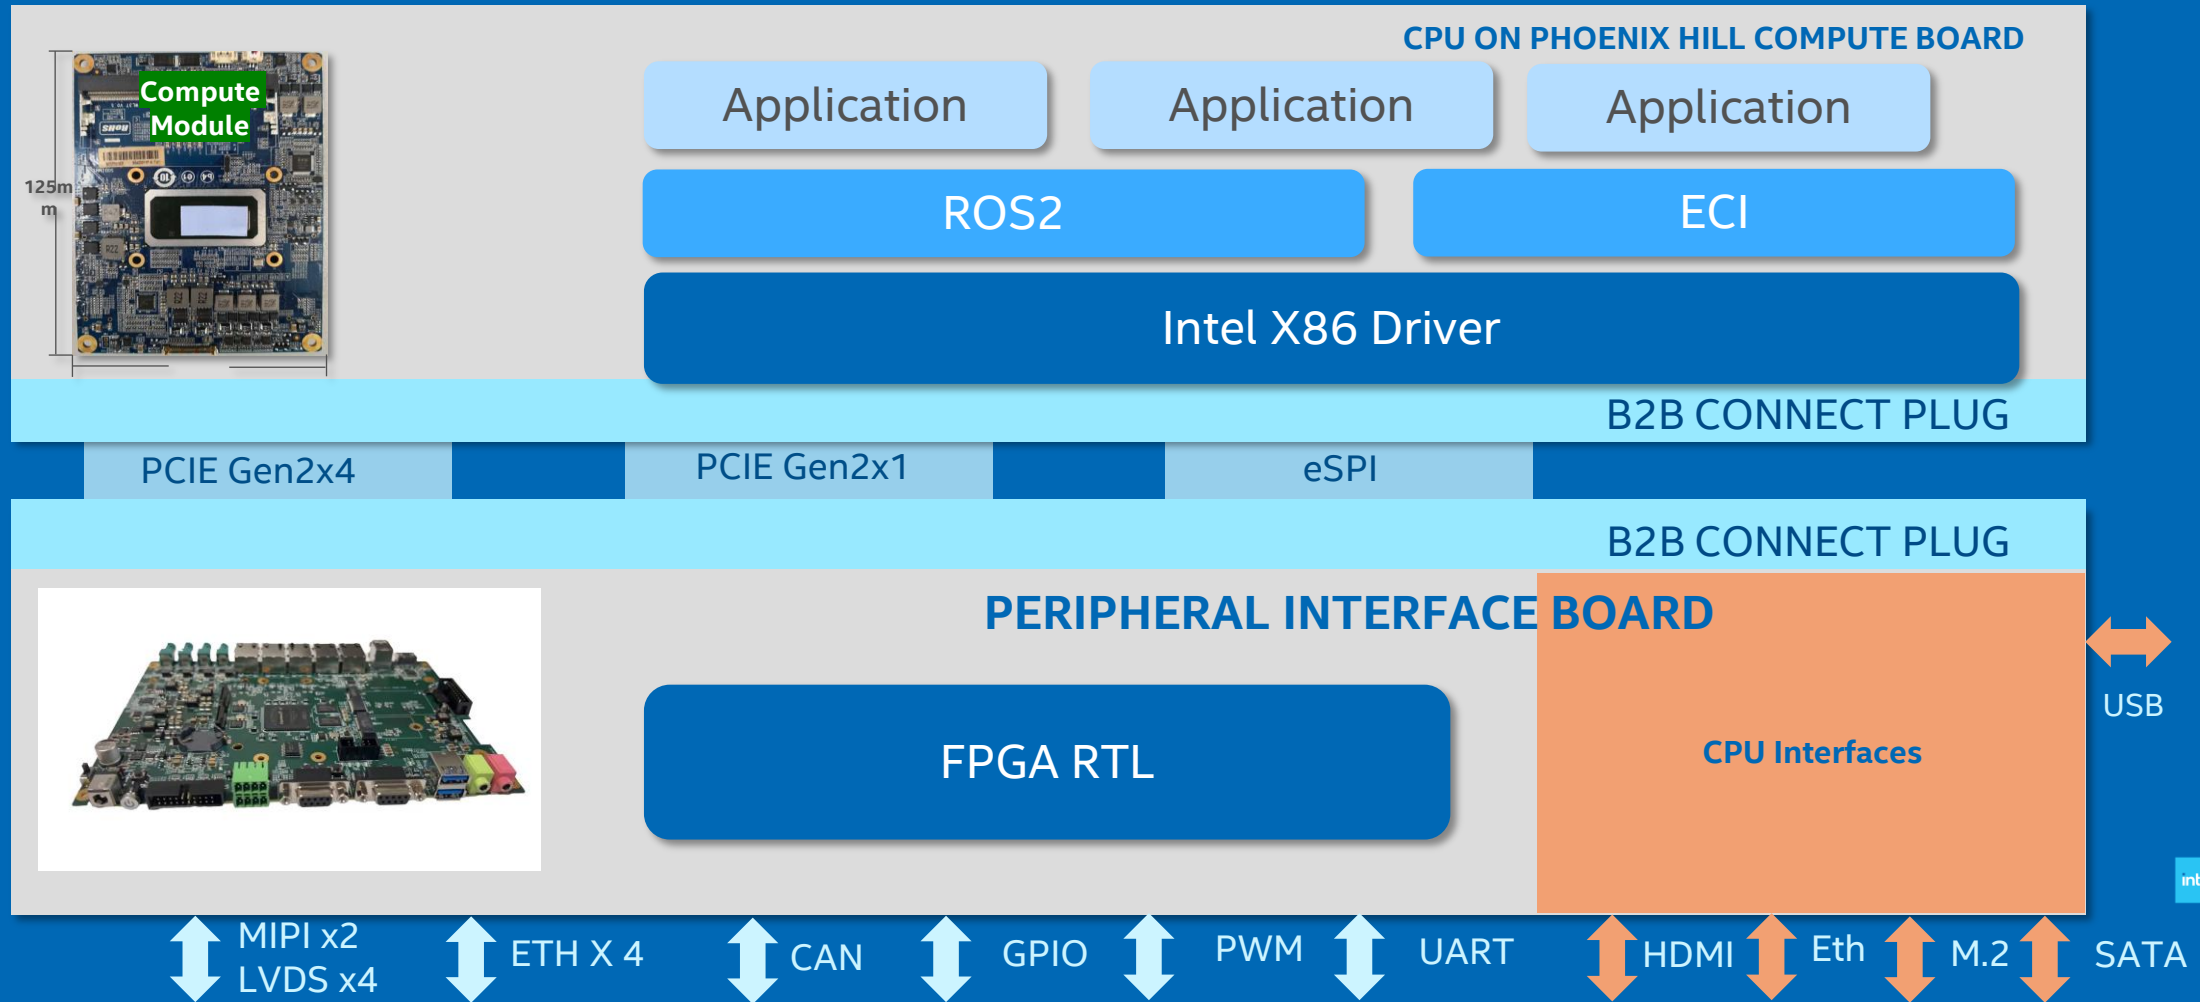 CPU ON PHOENIX HILL COMPUTE BOARD
Compute
Module
Application
Application
Application
125m
m
ROS2
ECI
Intel X86 Driver
B2B CONNECT PLUG
PCIE Gen2x4
PCIE Gen2x1
eSPI
B2B CONNECT PLUG
PERIPHERAL INTERFACE BOARD
USB
FPGA RTL
CPU Interfaces
int
MIPI x2
LVDS x4
ETH X 4
CAN
GPIO
PWM
UART
HDMI
Eth
M.2
SATA